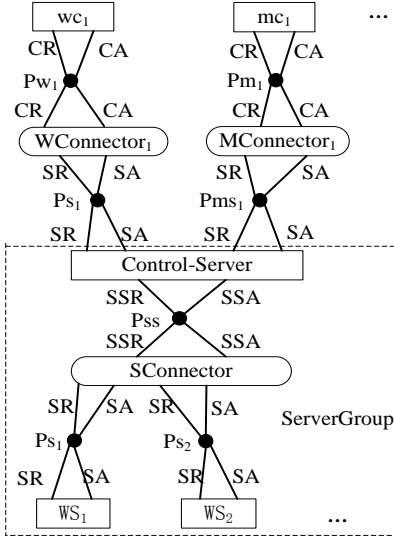 wc₁ mc₁ ...
CR CA CR CA
Pw₁ Pm₁
CR CA CR CA
WConnector₁ MConnector₁
SR SA SR SA
Ps₁ Pms₁
SR SA SR SA
Control-Server
SSR SSA
Pss
SSR SSA
SConnector
SR SA SR SA
ServerGroup
Ps₁ Ps₂
SR SA SR SA
WS₁ WS₂ ...